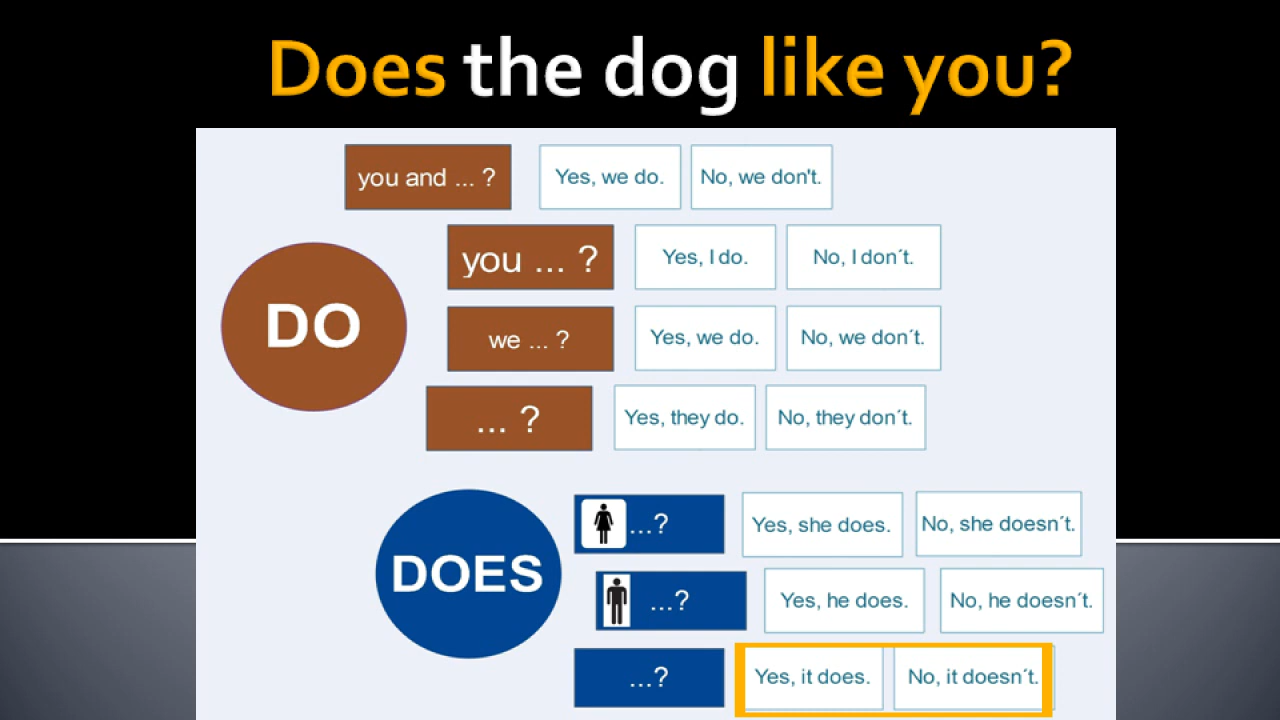 Does the dog like you?
you and ... ?
Yes, we do.
No, we don't.
you ... ?
Yes, I do.
No, I don´t.
DO
we ... ?
Yes, we do.
No, we don´t.
... ?
Yes, they do.
No, they don´t.
DOES
...?
Yes, she does.
No, she doesn´t.
...?
Yes, he does.
No, he doesn´t.
...?
Yes, it does.
No, it doesn´t.